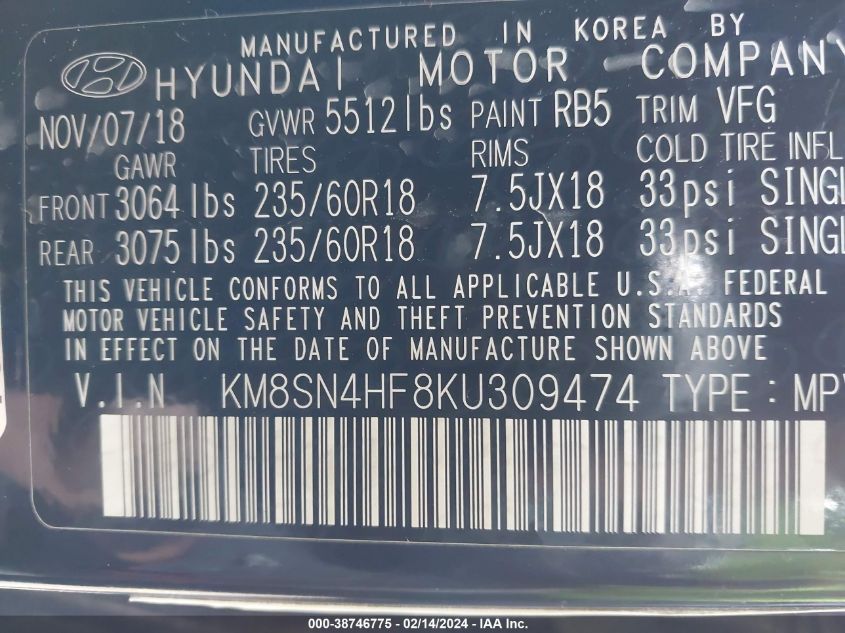 MANUFACTURED IN KOREA BY
HYUNDAI MOTOR COMPANY
NOV/07/18 GVWR 5512lbs PAINT RB5 TRIM VFG
GAWR TIRES RIMS COLD TIRE INFL
FRONT 3064lbs 235/60R18 7.5JX18 33psi SINGL
REAR 3075lbs 235/60R18 7.5JX18 33psi SINGL
THIS VEHICLE CONFORMS TO ALL APPLICABLE U.S.A. FEDERAL
MOTOR VEHICLE SAFETY AND THEFT PREVENTION STANDARDS
IN EFFECT ON THE DATE OF MANUFACTURE SHOWN ABOVE
V.I.N KM8SN4HF8KU309474 TYPE : MPV
000-38746775 - 02/14/2024 - IAA Inc.